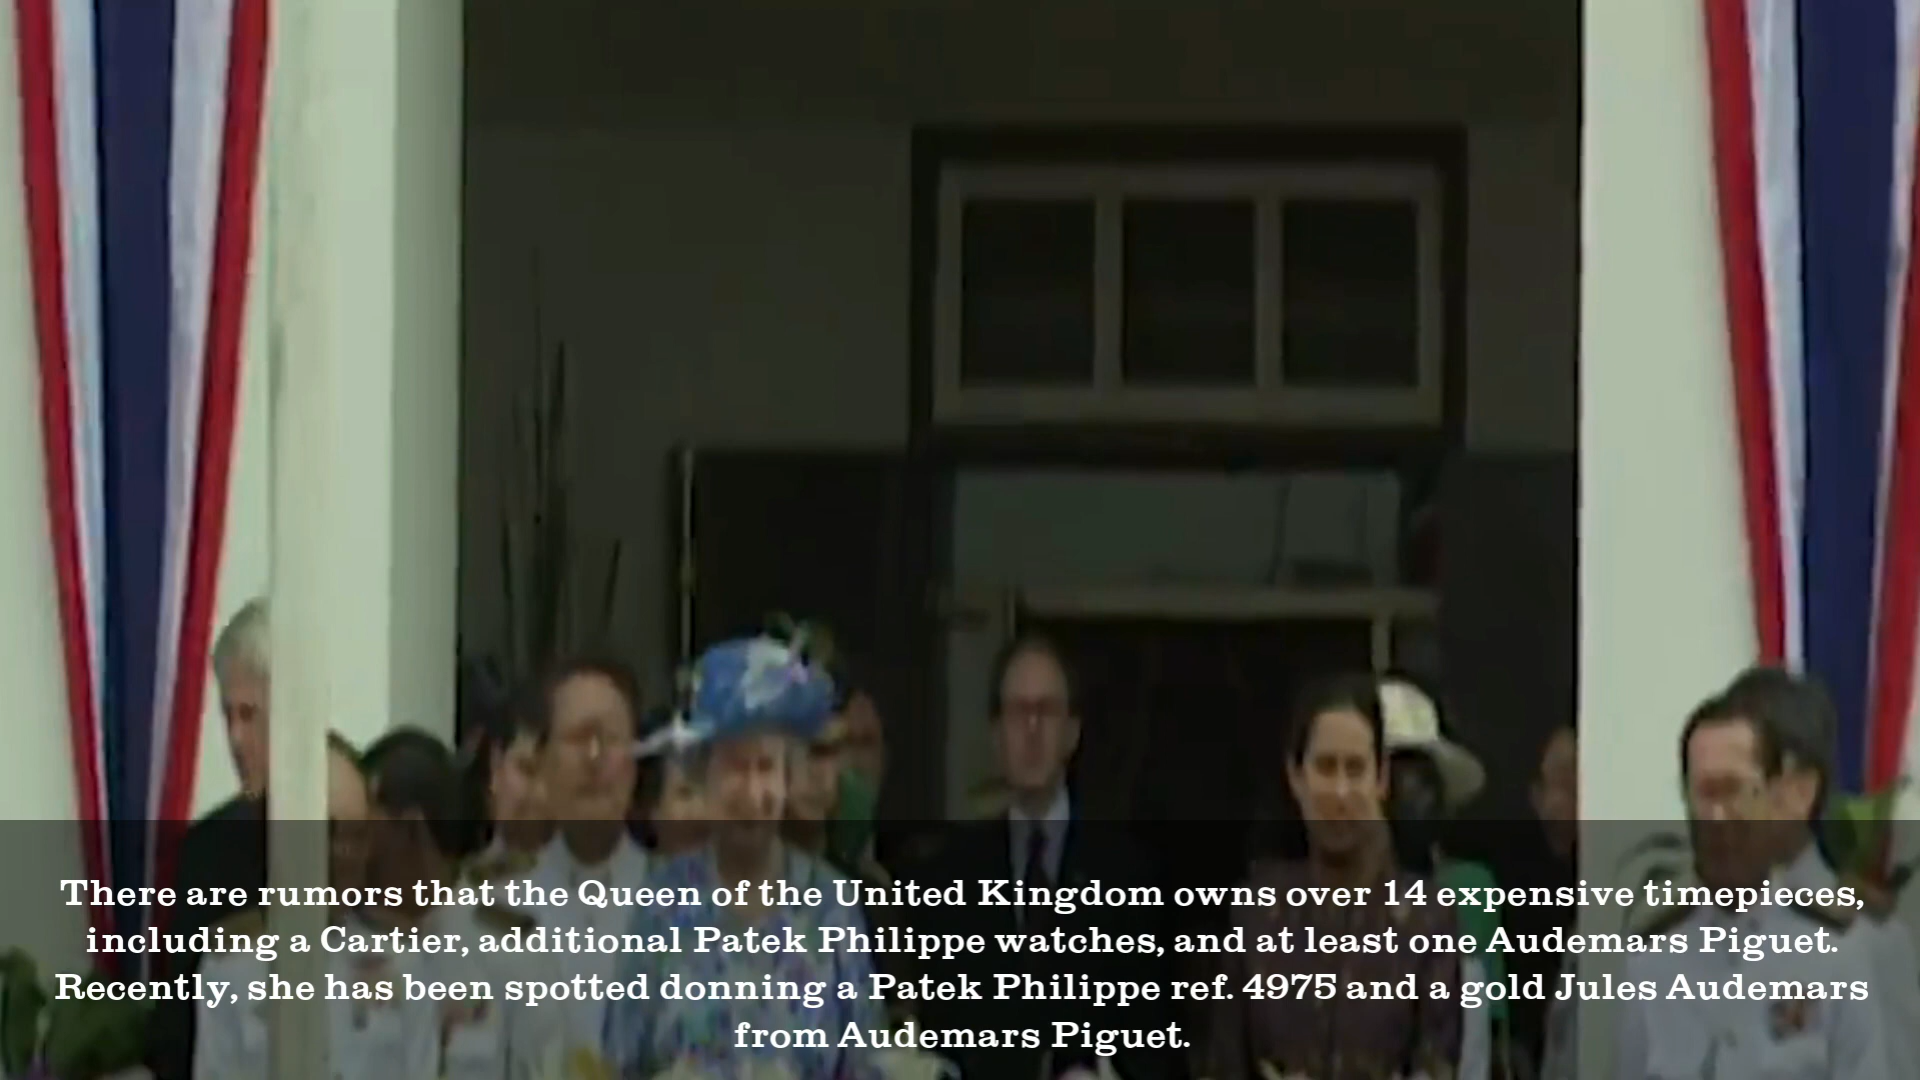 There are rumors that the Queen of the United Kingdom owns over 14 expensive timepieces,
including a Cartier, additional Patek Philippe watches, and at least one Audemars Piguet.
Recently, she has been spotted donning a Patek Philippe ref. 4975 and a gold Jules Audemars
from Audemars Piguet.